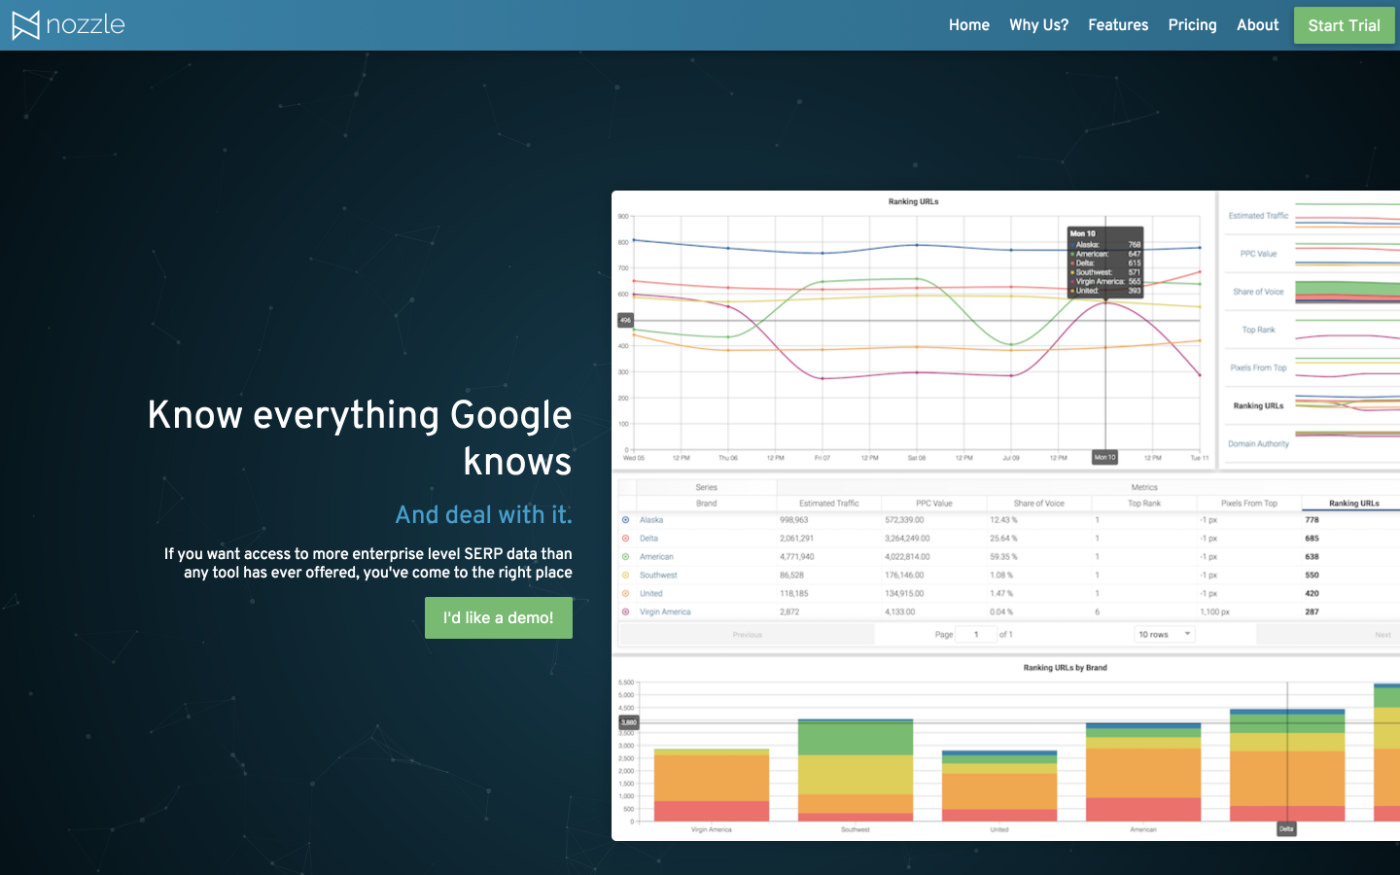 nozzle
Home Why Us? Features Pricing About Start Trial
Know everything Google
knows
And deal with it.
If you want access to more enterprise level SERP data than
any tool has ever offered, you've come to the right place
I'd like a demo!
Ranking URLs
900
800
700
600
496
400
300
200
100
0
Wed 05 12 PM Thu 06 12 PM Fri 07 12 PM Sat 08 12 PM Jul 09 12 PM Mon 10 12 PM Tue 11
Mon 10
Alaska: 768
American: 647
Delta: 615
Southwest: 571
Virgin America: 565
United: 393
Estimated Traffic
PPC Value
Share of Voice
Top Rank
Pixels From Top
Ranking URLs
Domain Authority
Series Metrics
Brand Estimated Traffic PPC Value Share of Voice Top Rank Pixels From Top Ranking URLs
Alaska 998,963 572,339.00 12.43 % 1 -1 px 778
Delta 2,061,291 3,264,249.00 25.64 % 1 -1 px 685
American 4,771,940 4,022,814.00 59.35 % 1 -1 px 638
Southwest 86,528 176,146.00 1.08 % 1 -1 px 550
United 118,185 134,915.00 1.47 % 1 -1 px 420
Virgin America 2,872 4,133.00 0.04 % 6 1,100 px 287
Previous Page 1 of 1 10 rows Next
Ranking URLs by Brand
5,500
5,000
4,500
3,500
3,000
2,500
2,000
1,500
1,000
500
0
Virgin America Southwest United American Delta